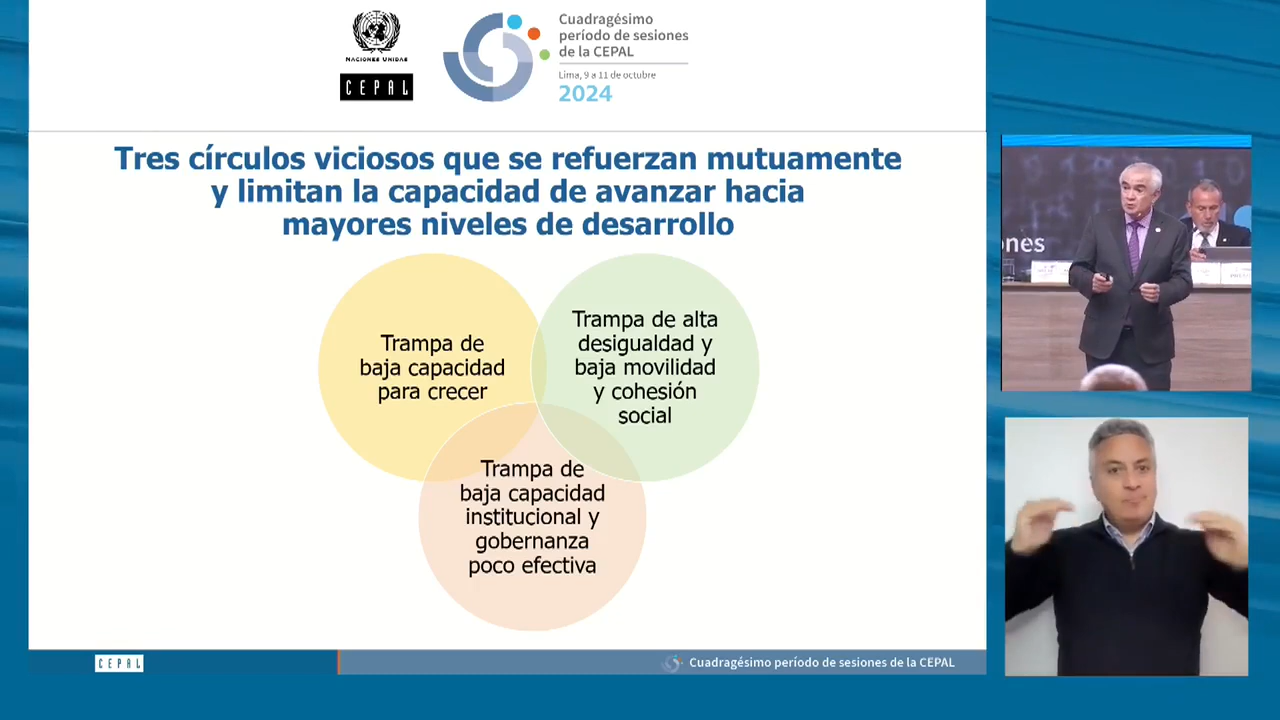 NACIONES UNIDAS
CEPAL
Cuadragésimo
período de sesiones
de la CEPAL
Lima, 9 a 11 de octubre
2024
Tres círculos viciosos que se refuerzan mutuamente
y limitan la capacidad de avanzar hacia
mayores niveles de desarrollo
Trampa de
baja capacidad
para crecer
Trampa de alta
desigualdad y
baja movilidad
y cohesión
social
Trampa de
baja capacidad
institucional y
gobernanza
poco efectiva
CEPAL
Cuadragésimo período de sesiones de la CEPAL
ones